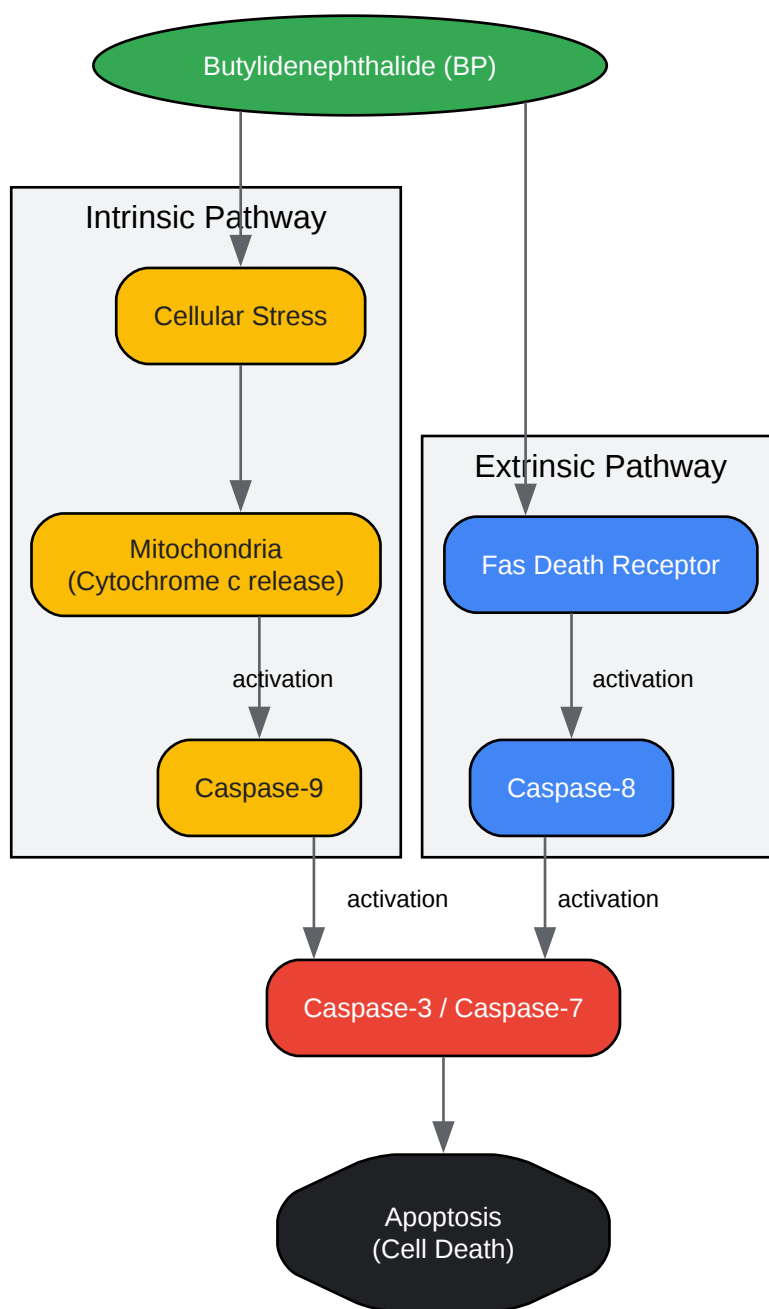 Butylidenephthalide (BP)
Intrinsic Pathway
Cellular Stress
Extrinsic Pathway
Mitochondria
(Cytochrome c release)
Fas Death Receptor
activation
activation
Caspase-9
Caspase-8
activation
activation
Caspase-3 / Caspase-7
Apoptosis
(Cell Death)